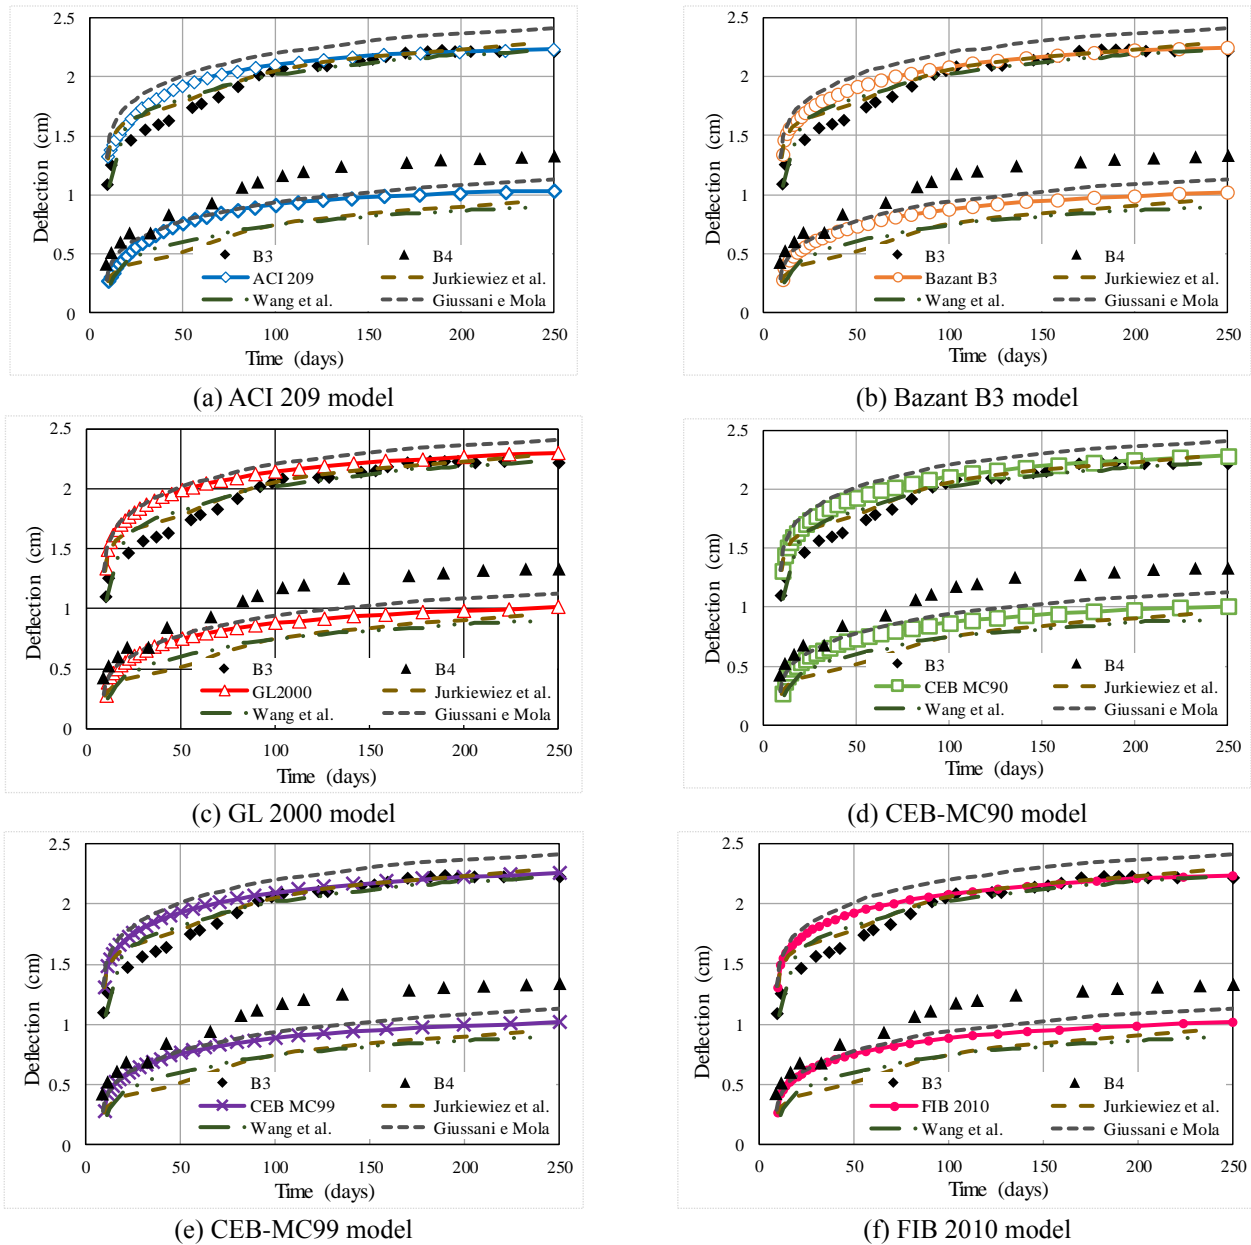 2.5
2
1.5
1
0.5
0
Deflection (cm)
B3
B4
ACI 209
Jurkiewiez et al.
Wang et al.
Giussani e Mola
0 50 100 150 200 250
Time (days)
(a) ACI 209 model
2.5
2
1.5
1
0.5
0
Deflection (cm)
B3
B4
Bazant B3
Jurkiewiez et al.
Wang et al.
Giussani e Mola
0 50 100 150 200 250
Time (days)
(b) Bazant B3 model
2.5
2
1.5
1
0.5
0
Deflection (cm)
B3
B4
GL2000
Jurkiewiez et al.
Wang et al.
Giussani e Mola
0 50 100 150 200 250
Time (days)
(c) GL 2000 model
2.5
2
1.5
1
0.5
0
Deflection (cm)
B3
B4
CEB MC90
Jurkiewiez et al.
Wang et al.
Giussani e Mola
0 50 100 150 200 250
Time (days)
(d) CEB-MC90 model
2.5
2
1.5
1
0.5
0
Deflection (cm)
B3
B4
CEB MC99
Jurkiewiez et al.
Wang et al.
Giussani e Mola
0 50 100 150 200 250
Time (days)
(e) CEB-MC99 model
2.5
2
1.5
1
0.5
0
Deflection (cm)
B3
B4
FIB 2010
Jurkiewiez et al.
Wang et al.
Giussani e Mola
0 50 100 150 200 250
Time (days)
(f) FIB 2010 model